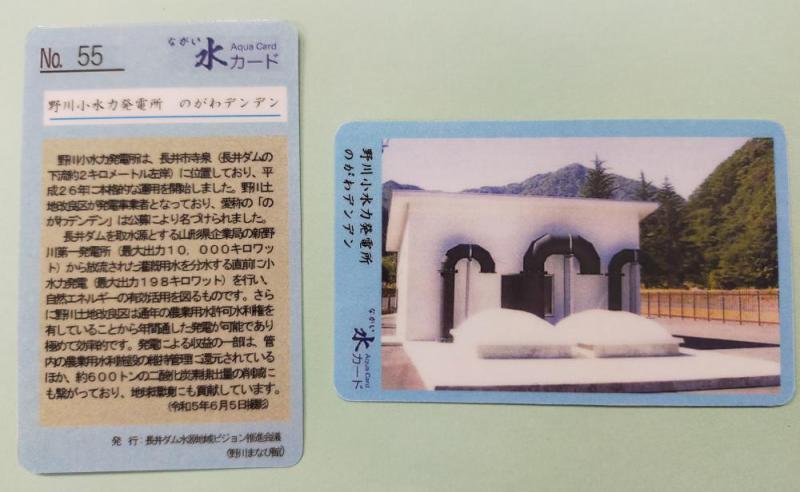 No. 55
ながい
水
Aqua Card
カード
野川小水力発電所 のがわデンデン
野川小水力発電所は、長井市寺泉（長井ダムの
下流約2キロメートル左岸）に位置しており、平
成26年に本格的な運用を開始しました。野川土
地改良区が発電事業者となっており、愛称の「の
がわデンデン」は公募により名づけられました。
長井ダムを取水源とする山形県企業局の新野
川第一発電所（最大出力10,000キロワッ
ト）から放流された灌漑用水を分水する直前に小
水力発電（最大出力198キロワット）を行い、
自然エネルギーの有効活用を図るものです。さら
に野川土地改良区は通年の農業用水許可水利権を
有していることから年間通した発電が可能であり
極めて効率的です。発電による収益の一部は、管
内の農業用水利施設の維持管理に還元されている
ほか、約600トンの二酸化炭素排出量の削減に
も繋がっており、地球環境にも貢献しています。
（令和5年6月5日撮影）
発 行：長井ダム水源地域ビジョン推進会議
（野川まなび館）
野川小水力発電所
のがわデンデン
ながい
水
Aqua Card
カード